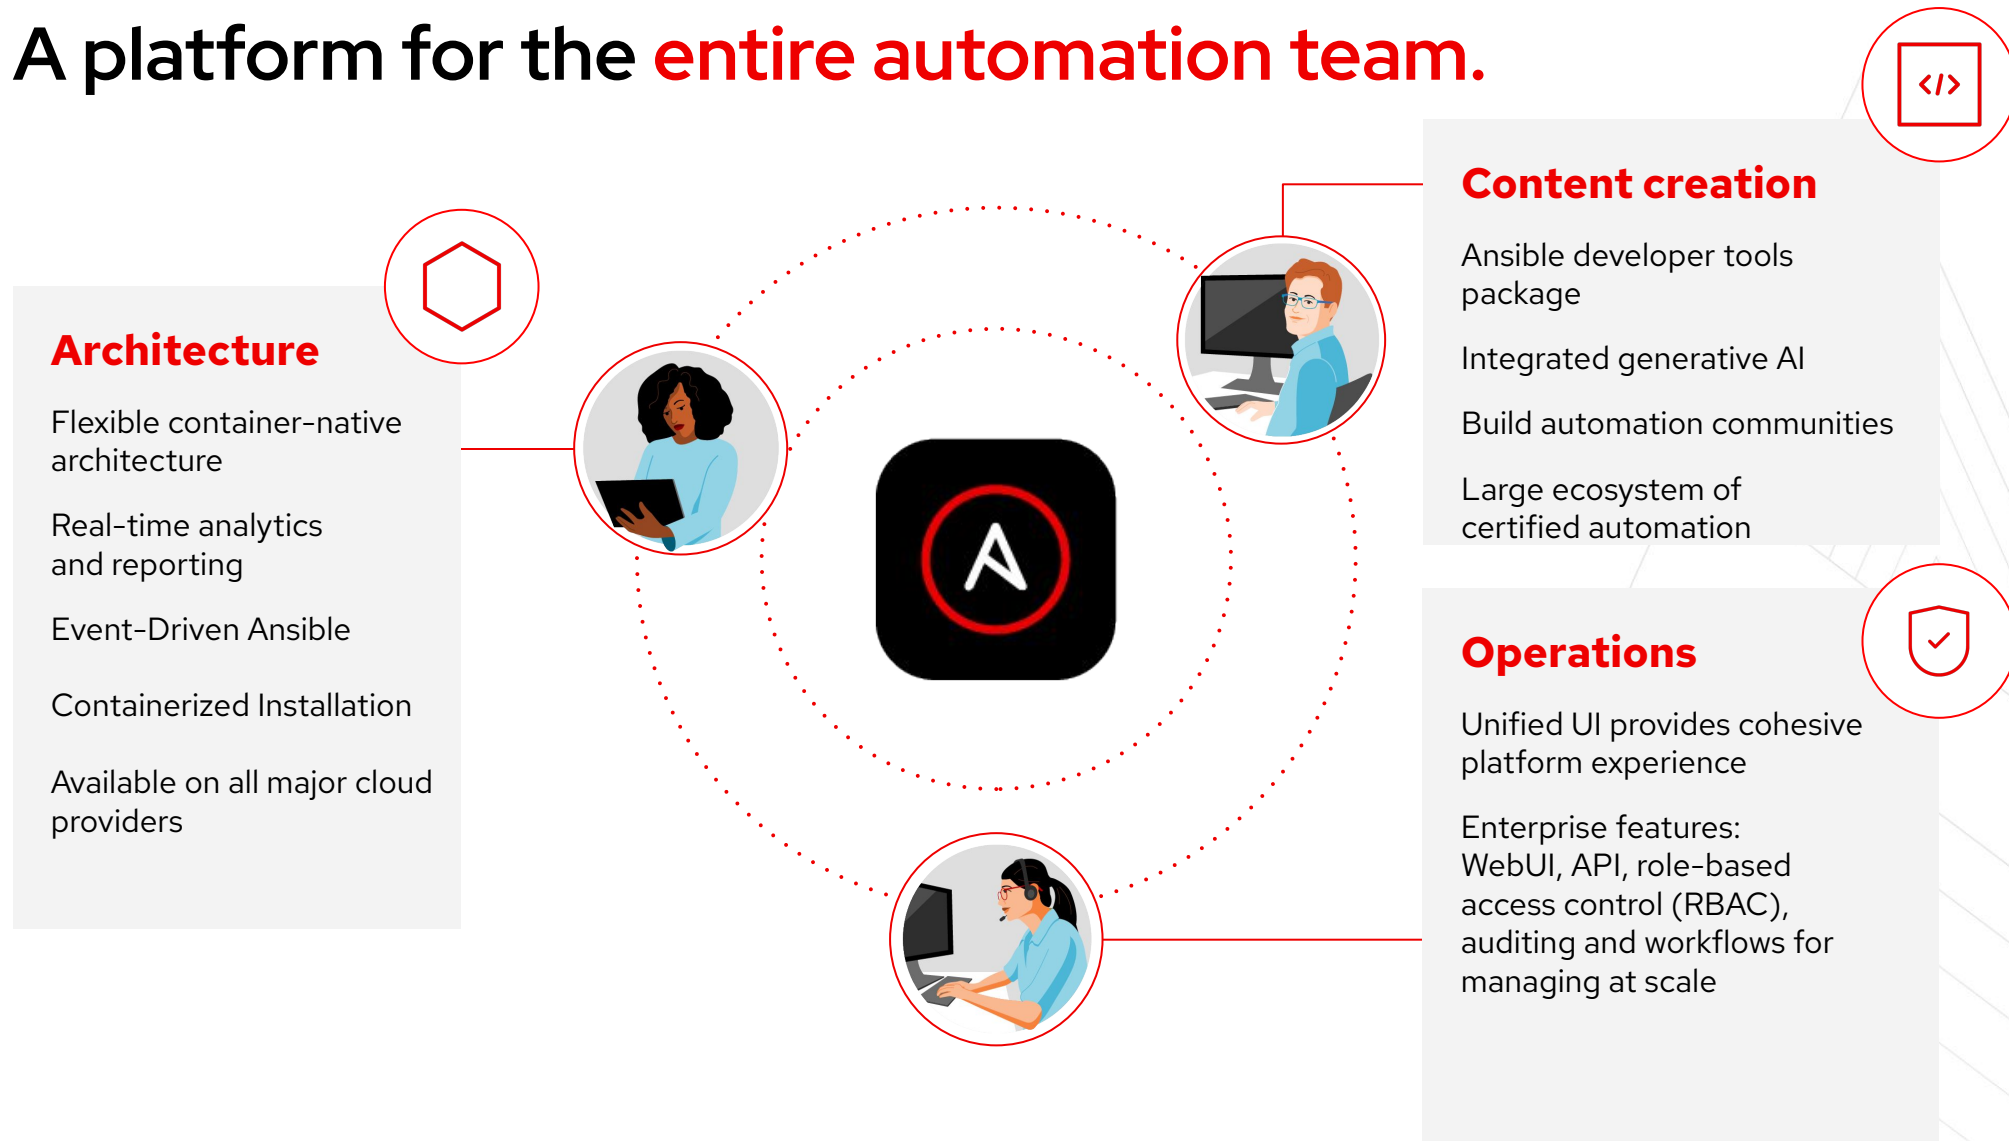 A platform for the entire automation team.
Architecture
Flexible container-native
architecture
Real-time analytics
and reporting
Event-Driven Ansible
Containerized Installation
Available on all major cloud
providers
</>
Content creation
Ansible developer tools
package
Integrated generative AI
Build automation communities
Large ecosystem of
certified automation
Operations
Unified UI provides cohesive
platform experience
Enterprise features:
WebUI, API, role-based
access control (RBAC),
auditing and workflows for
managing at scale